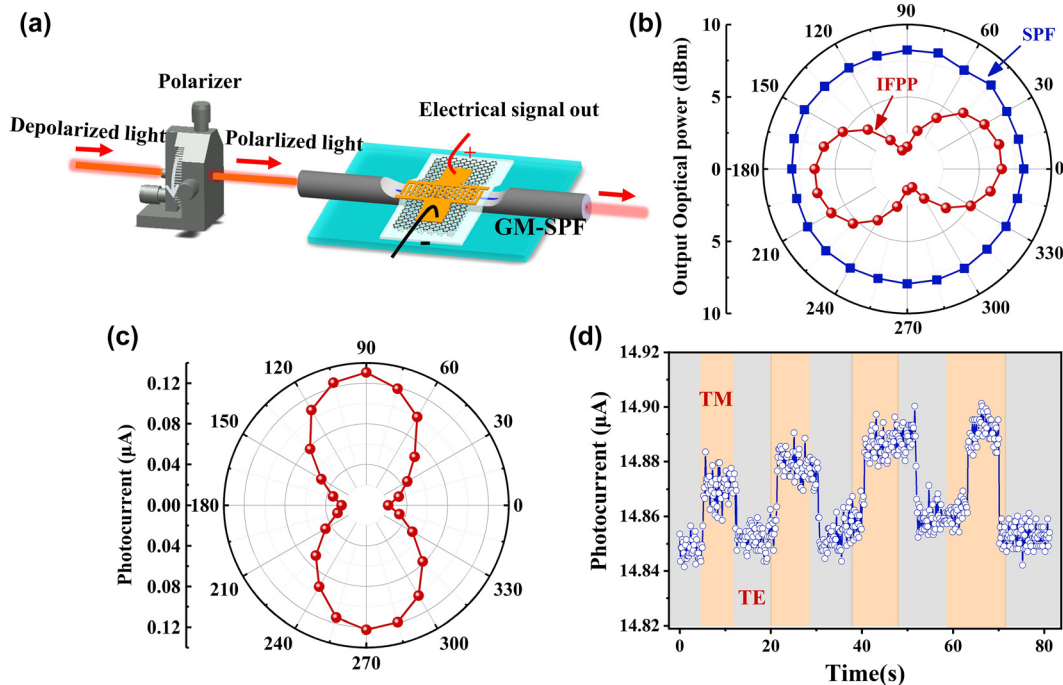 (a)
Polarizer
Depolarized light
Polarlized light
Electrical signal out
+
GM-SPF
-
(b)
Output Ooptical power (dBm)
10
5
0
5
10
90
60
30
0
330
300
270
240
210
180
150
120
SPF
IFPP
(c)
Photocurrent (μA)
0.12
0.08
0.04
0.00
0.04
0.08
0.12
90
60
30
0
330
300
270
240
210
180
150
120
(d)
Photocurrent (μA)
14.92
14.90
14.88
14.86
14.84
14.82
TM
TE
0 20 40 60 80
Time(s)